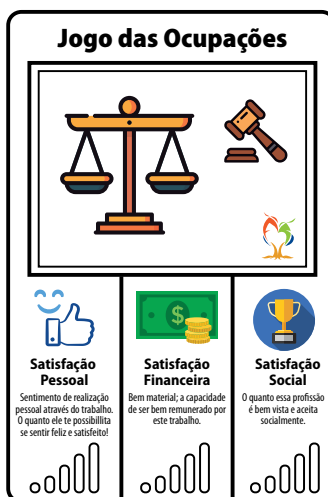 Jogo das Ocupações
$
Satisfação
Pessoal
Sentimento de realização
pessoal através do trabalho.
O quanto ele te possibillita
se sentir feliz e satisfeito!
Satisfação
Financeira
Bem material; a capacidade
de ser bem remunerado por
este trabalho.
Satisfação
Social
O quanto essa profissão
é bem vista e aceita
socialmente.